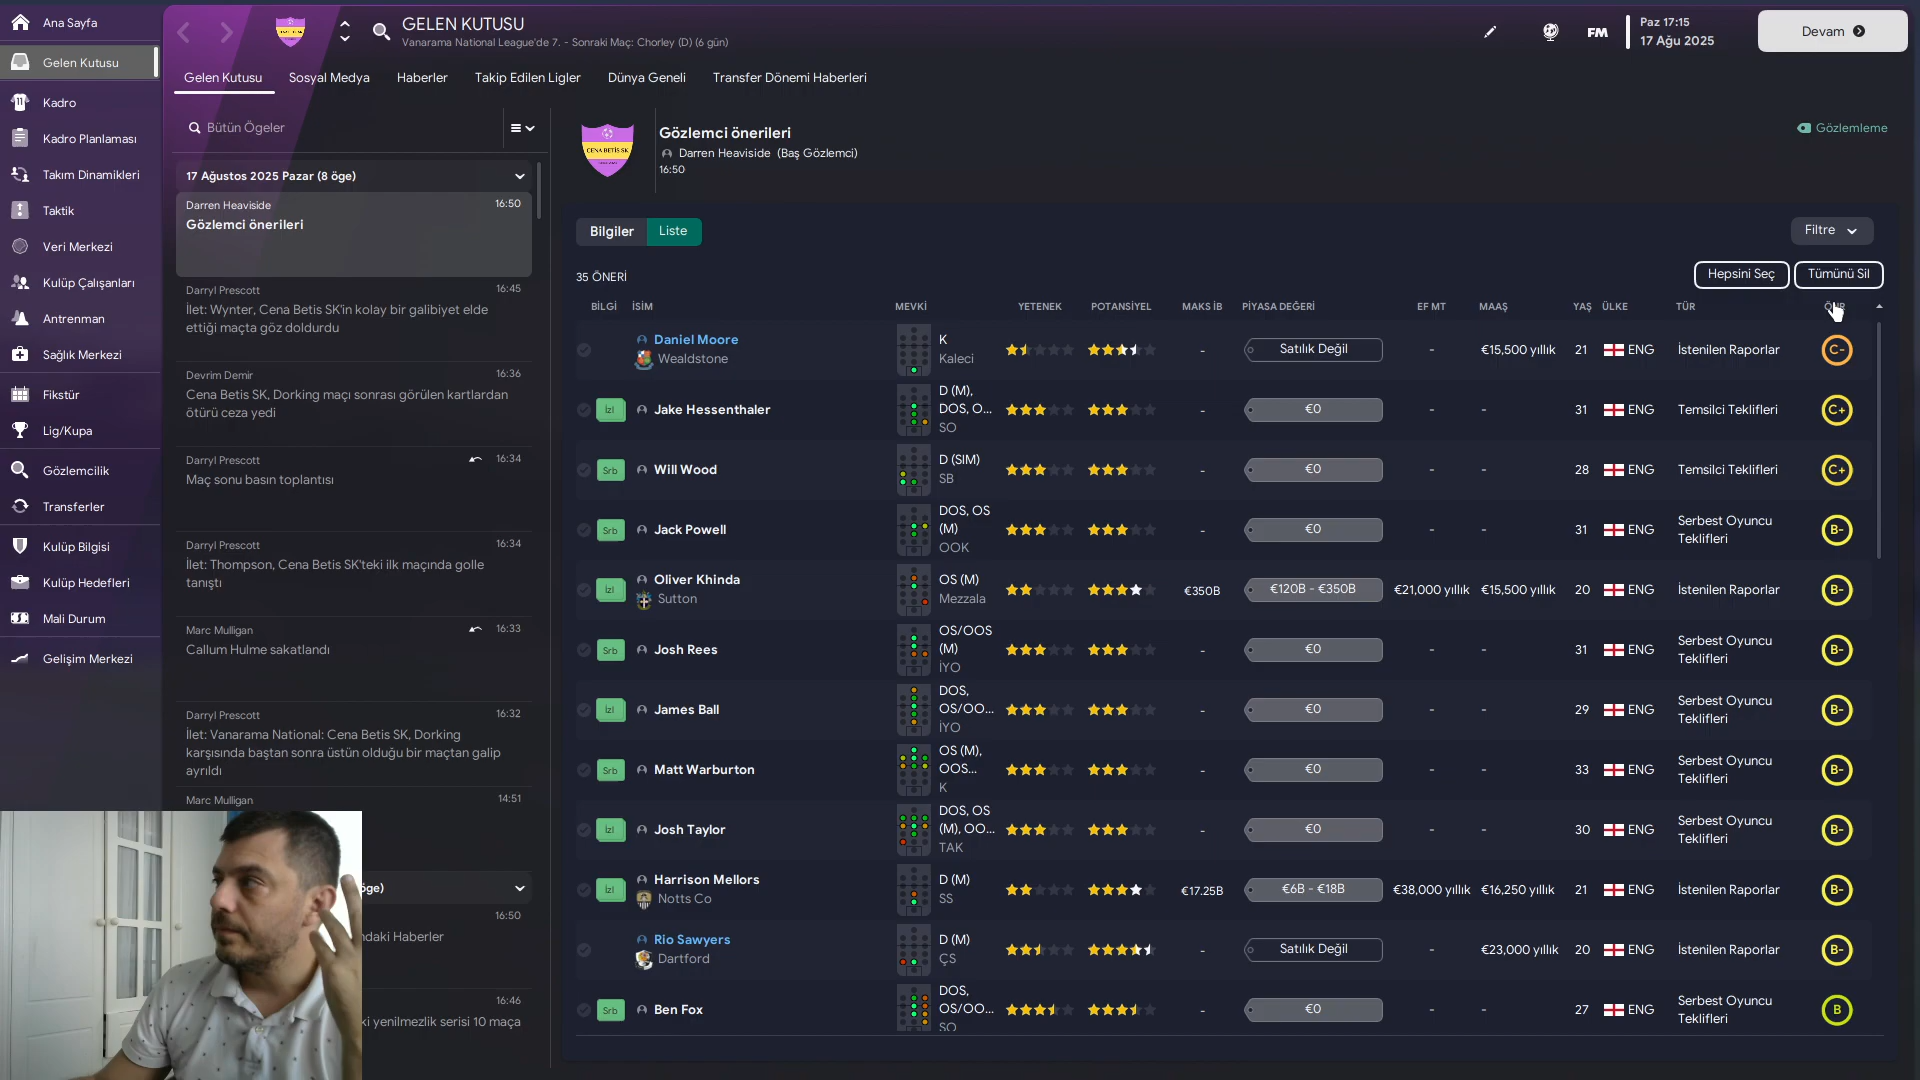 Ana Sayfa
Gelen Kutusu
Kadro
Kadro Planlaması
Takım Dinamikleri
Taktik
Veri Merkezi
Kulüp Çalışanları
Antrenman
Sağlık Merkezi
Fikstür
Lig/Kupa
Gözlemcilik
Transferler
Kulüp Bilgisi
Kulüp Hedefleri
Mali Durum
Gelişim Merkezi
GELEN KUTUSU
Vanarama National League'de 7. - Sonraki Maç: Chorley (D) (6 gün)
FM
Paz 17:15
17 Ağu 2025
Devam
Gelen Kutusu Sosyal Medya Haberler Takip Edilen Ligler Dünya Geneli Transfer Dönemi Haberleri
Bütün Ögeler
17 Ağustos 2025 Pazar (8 öge)
Darren Heaviside 16:50
Gözlemci önerileri
Darryl Prescott 16:45
İlet: Wynter, Cena Betis SK'in kolay bir galibiyet elde
ettiği maçta göz doldurdu
Devrim Demir 16:36
Cena Betis SK, Dorking maçı sonrası görülen kartlardan
ötürü ceza yedi
Darryl Prescott 16:34
Maç sonu basın toplantısı
Darryl Prescott 16:34
İlet: Thompson, Cena Betis SK'teki ilk maçında golle
tanıştı
Marc Mulligan 16:33
Callum Hulme sakatlandı
Darryl Prescott 16:32
İlet: Vanarama National: Cena Betis SK, Dorking
karşısında baştan sonra üstün olduğu bir maçtan galip
ayrıldı
Marc Mulligan 14:51
öge)
16:50
ndaki Haberler
16:46
ki yenilmezlik serisi 10 maça
CENA BETİS SK
Gözlemci önerileri
Darren Heaviside (Baş Gözlemci)
16:50
Gözlemleme
Bilgiler Liste
Filtre
35 ÖNERİ
Hepsini Seç Tümünü Sil
BİLGİ İSİM MEVKİ YETENEK POTANSİYEL MAKS İB PİYASA DEĞERİ EF MT MAAŞ YAŞ ÜLKE TÜR
Daniel Moore
Wealdstone
K
Kaleci
- Satılık Değil - €15,500 yıllık 21 ENG İstenilen Raporlar C-
İzl Jake Hessenthaler
D (M),
DOS, O...
SO
- €0 - - 31 ENG Temsilci Teklifleri C+
Srb Will Wood
D (SIM)
SB
- €0 - - 28 ENG Temsilci Teklifleri C+
Srb Jack Powell
DOS, OS
(M)
OOK
- €0 - - 31 ENG Serbest Oyuncu
Teklifleri B-
İzl Oliver Khinda
Sutton
OS (M)
Mezzala
€350B €120B - €350B €21,000 yıllık €15,500 yıllık 20 ENG İstenilen Raporlar B-
Srb Josh Rees
OS/OOS
(M)
İYO
- €0 - - 31 ENG Serbest Oyuncu
Teklifleri B-
İzl James Ball
DOS,
OS/OO...
İYO
- €0 - - 29 ENG Serbest Oyuncu
Teklifleri B-
Srb Matt Warburton
OS (M),
OOS...
K
- €0 - - 33 ENG Serbest Oyuncu
Teklifleri B-
İzl Josh Taylor
DOS, OS
(M), OO...
TAK
- €0 - - 30 ENG Serbest Oyuncu
Teklifleri B-
İzl Harrison Mellors
Notts Co
D (M)
SS
€17.25B €6B - €18B €38,000 yıllık €16,250 yıllık 21 ENG İstenilen Raporlar B-
Rio Sawyers
Dartford
D (M)
ÇS
- Satılık Değil - €23,000 yıllık 20 ENG İstenilen Raporlar B-
Srb Ben Fox
DOS,
OS/OO...
SO
- €0 - - 27 ENG Serbest Oyuncu
Teklifleri B